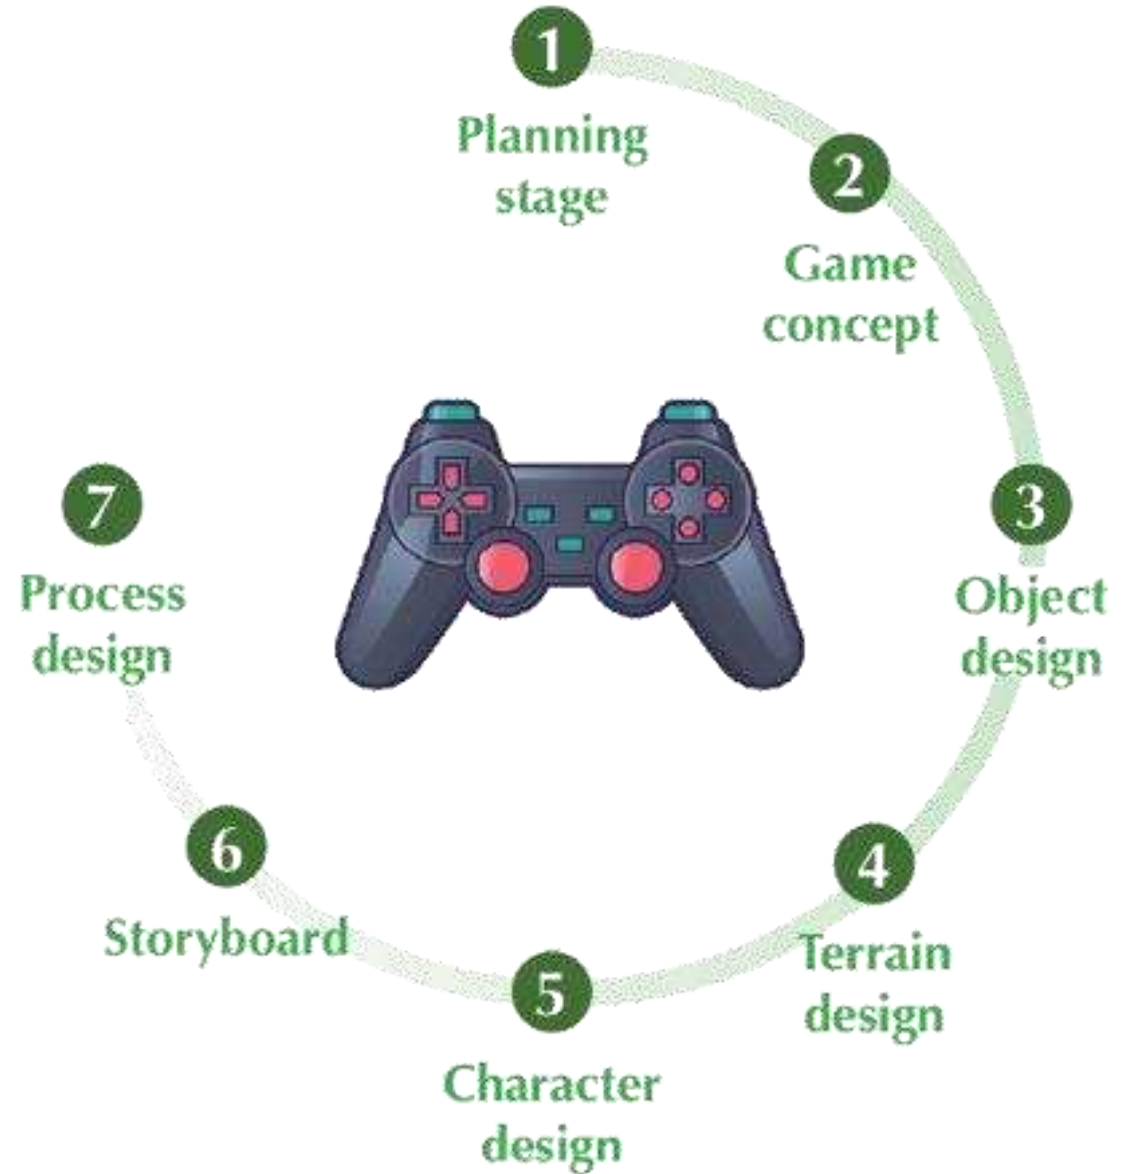 1
Planning
stage
2
Game
concept
3
Object
design
4
Terrain
design
5
Character
design
6
Storyboard
7
Process
design